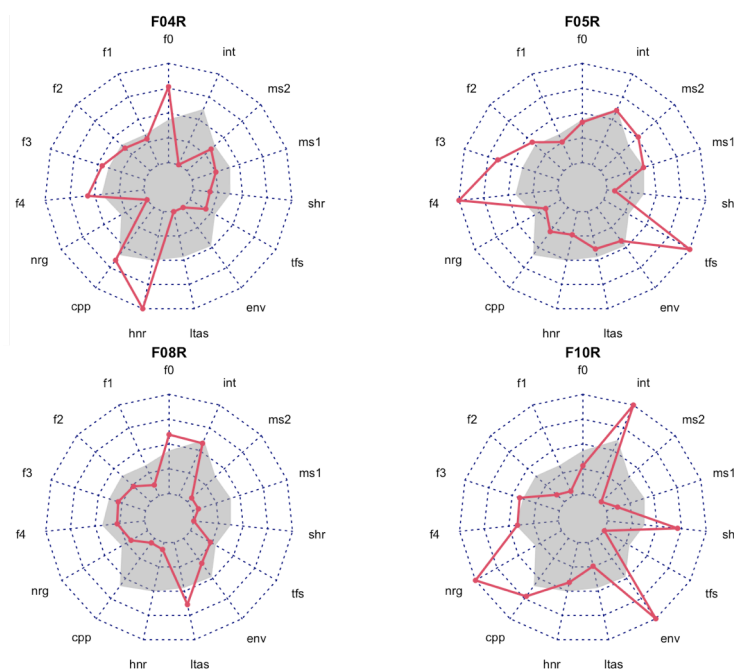 F04R
f0
f1
int
f2
ms2
f3
ms1
f4
shr
nrg
tfs
cpp
env
hnr
ltas
F05R
f0
f1
int
f2
ms2
f3
ms1
f4
sh
nrg
tfs
cpp
env
hnr
ltas
F08R
f0
f1
int
f2
ms2
f3
ms1
f4
shr
nrg
tfs
cpp
env
hnr
ltas
F10R
f0
f1
int
f2
ms2
f3
ms1
f4
sh
nrg
tfs
cpp
env
hnr
ltas